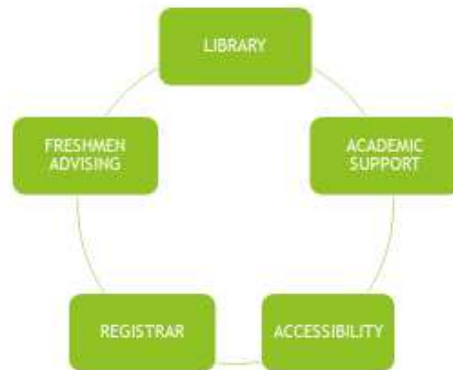 LIBRARY
ACADEMIC
SUPPORT
ACCESSIBILITY
REGISTRAR
FRESHMEN
ADVISING